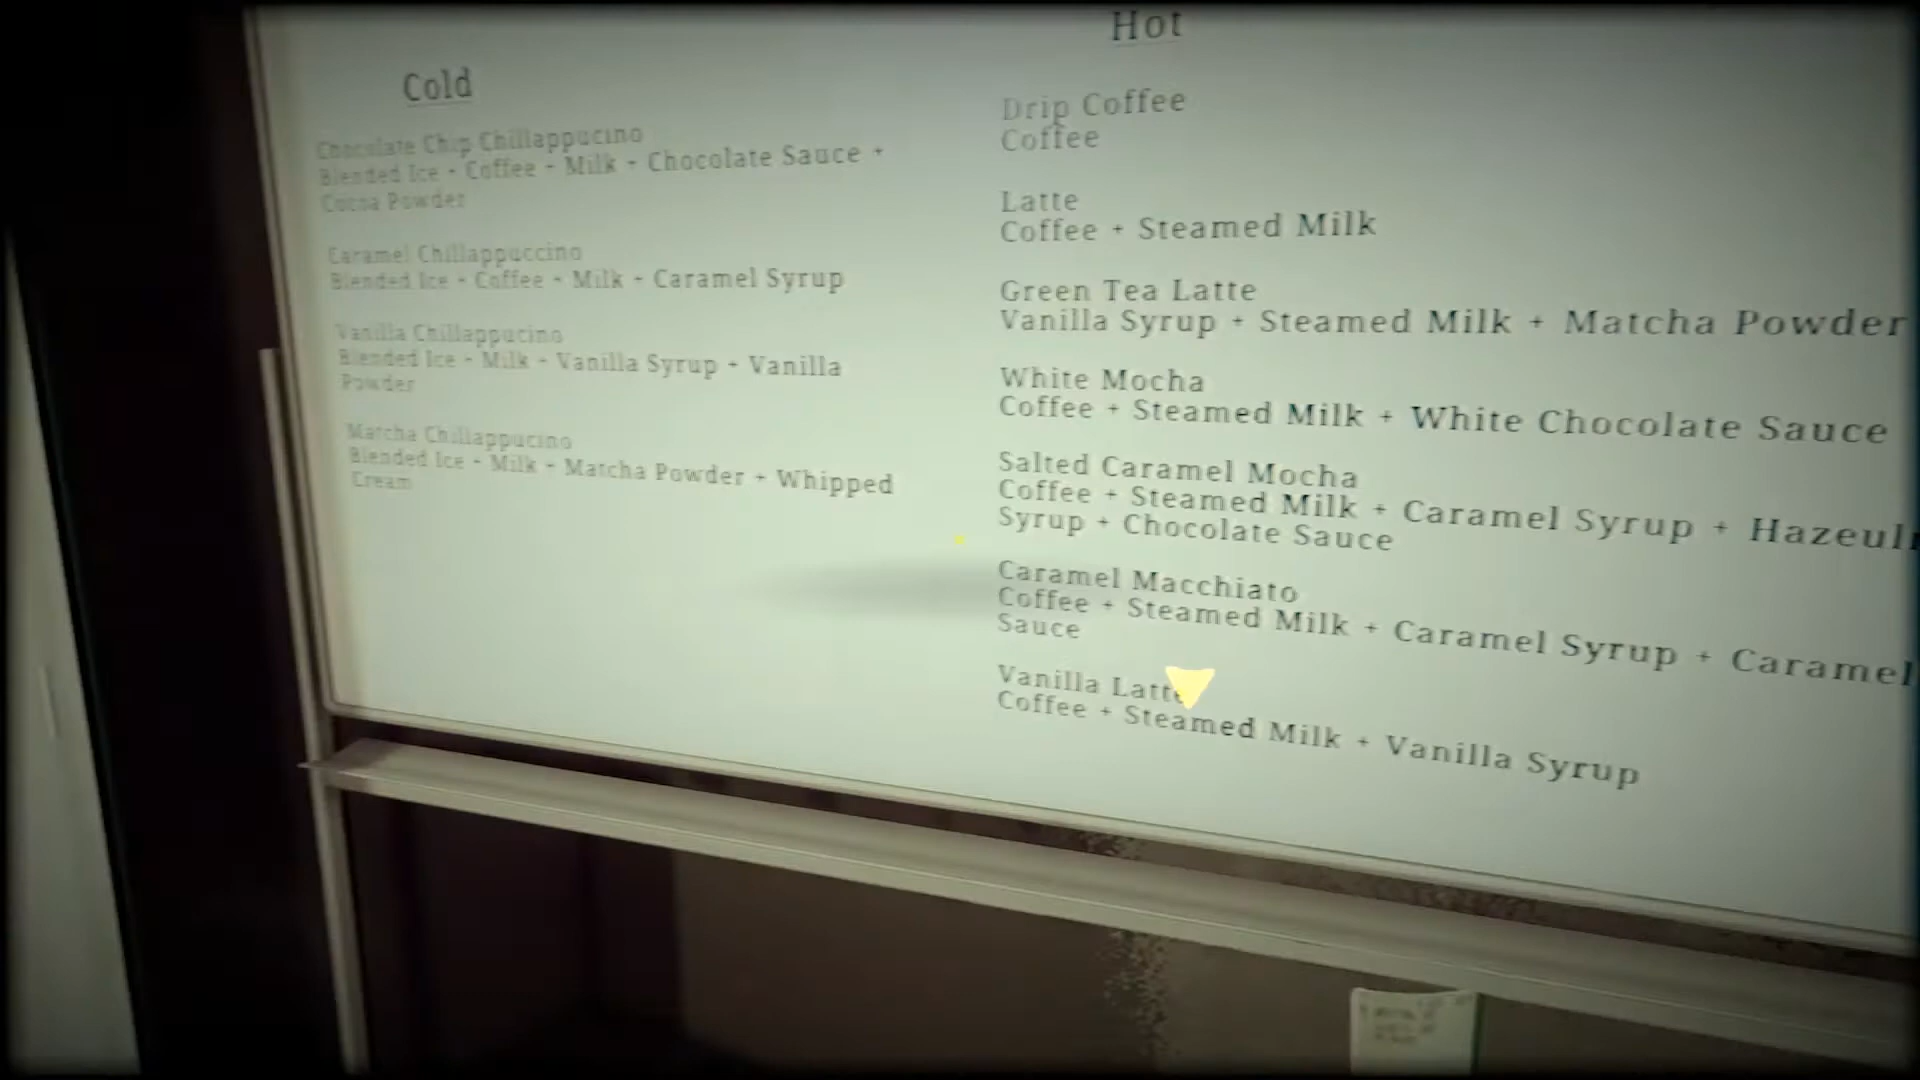 Cold
Chocolate Chip Chillappucino
Blended Ice + Coffee + Milk + Chocolate Sauce +
Cocoa Powder
Caramel Chillappuccino
Blended Ice + Coffee + Milk + Caramel Syrup
Vanilla Chillappucino
Blended Ice + Milk + Vanilla Syrup + Vanilla
Powder
Matcha Chillappucino
Blended Ice + Milk + Matcha Powder + Whipped
Cream
Hot
Drip Coffee
Coffee
Latte
Coffee + Steamed Milk
Green Tea Latte
Vanilla Syrup + Steamed Milk + Matcha Powder
White Mocha
Coffee + Steamed Milk + White Chocolate Sauce
Salted Caramel Mocha
Coffee + Steamed Milk + Caramel Syrup +
Syrup + Chocolate Sauce
Caramel Macchiato
Coffee + Steamed Milk + Caramel Syrup + Caramel
Sauce
Vanilla Latte
Coffee + Steamed Milk + Vanilla Syrup